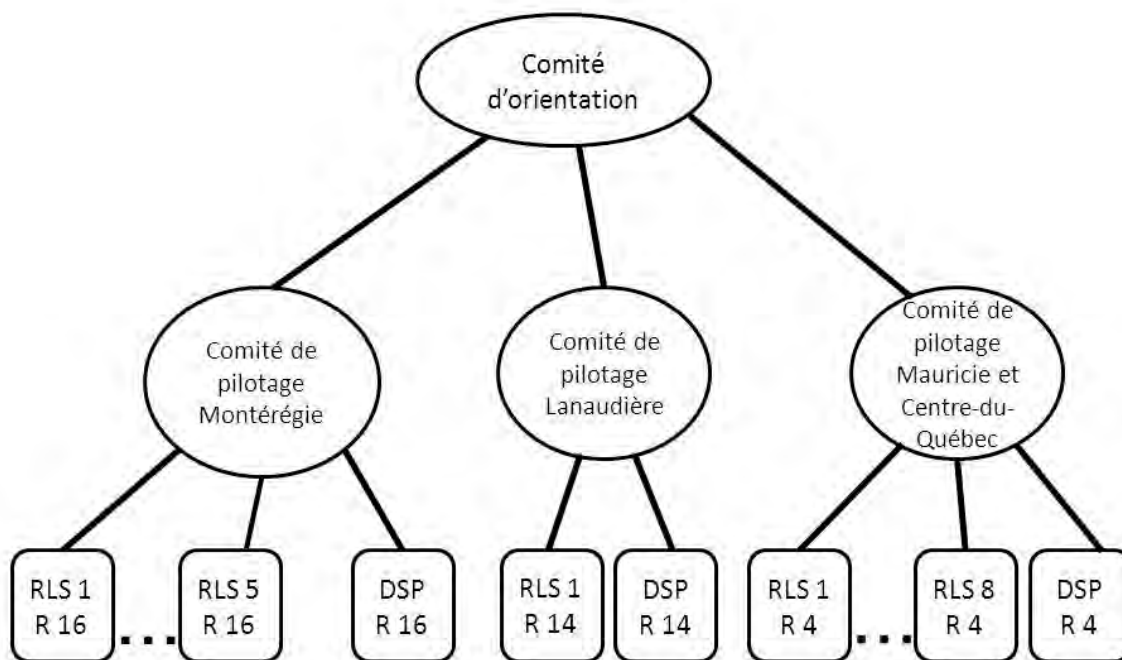 Comité
d'orientation
Comité de
pilotage
Montérégie
Comité de
pilotage
Lanaudière
Comité de
pilotage
Mauricie et
Centre-du-
Québec
RLS 1
R 16
...
RLS 5
R 16
DSP
R 16
RLS 1
R 14
DSP
R 14
RLS 1
R 4
...
RLS 8
R 4
DSP
R 4